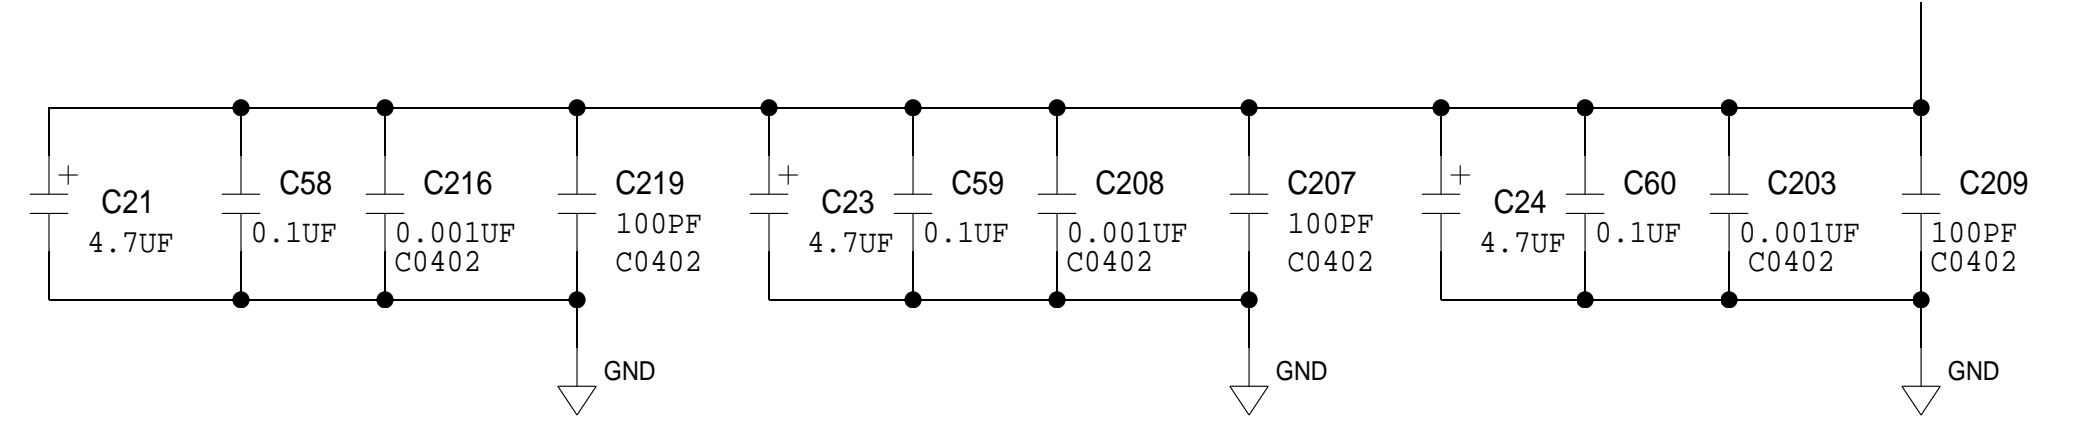 C21
4.7UF
C58
0.1UF
C216
0.001UF
C0402
C219
100PF
C0402
GND
C23
4.7UF
C59
0.1UF
C208
0.001UF
C0402
C207
100PF
C0402
GND
C24
4.7UF
C60
0.1UF
C203
0.001UF
C0402
C209
100PF
C0402
GND